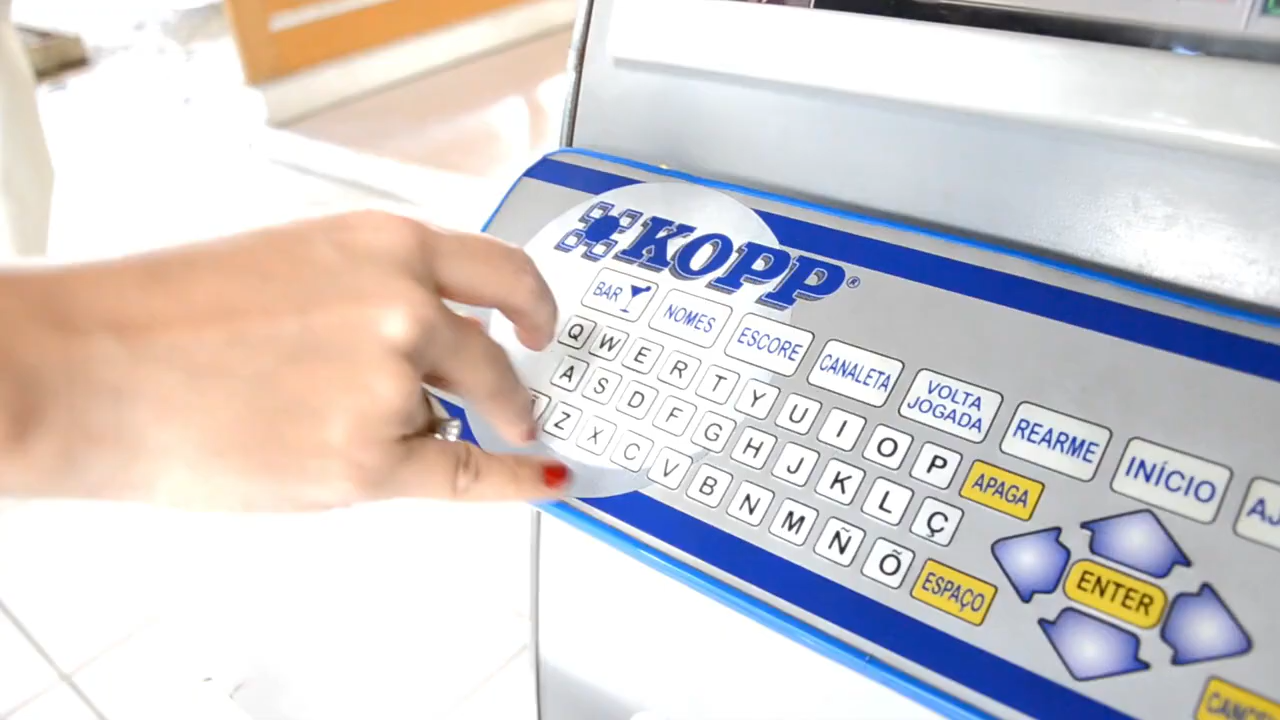 KOPP®
BAR NOMES ESCORE CANALETA VOLTA JOGADA REARME INÍCIO
Q W E R T Y U I O P APAGA
A S D F G H J K L Ç
Z X C V B N M Ñ Õ ESPAÇO
ENTER